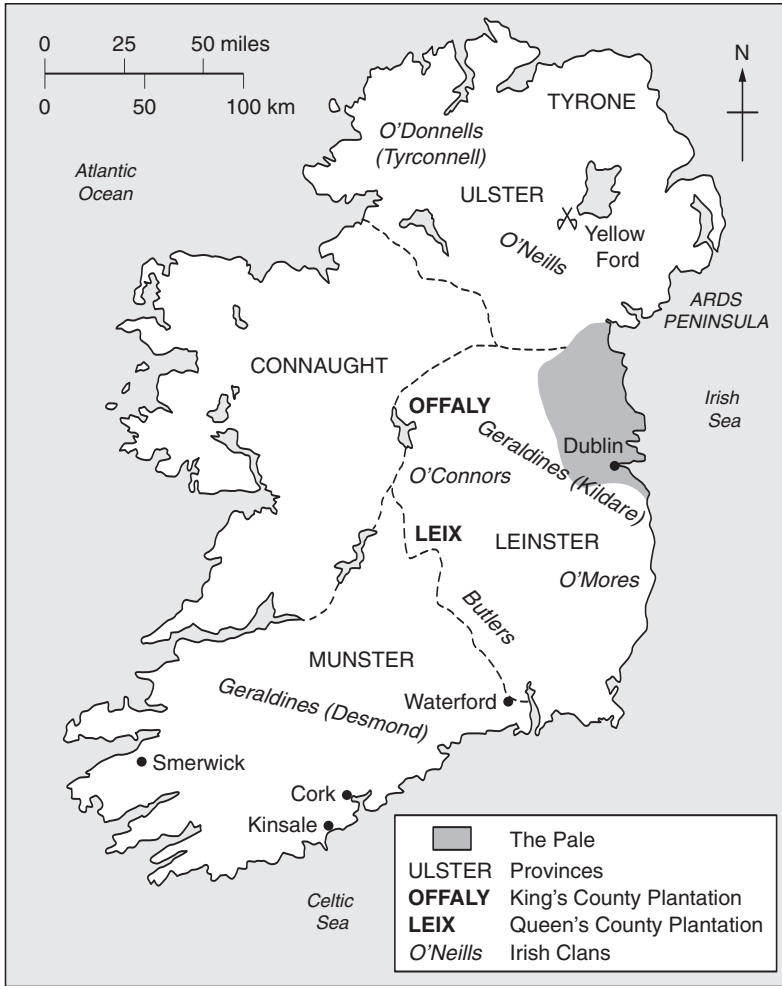 0 25 50 miles
0 50 100 km
N
TYRONE
O'Donnells
(Tyrconnell)
Atlantic
Ocean
ULSTER
Yellow
Ford
O'Neills
ARDS
PENINSULA
CONNAUGHT
Irish
Sea
OFFALY
Geraldines (Kildare)
Dublin
O'Connors
LEIX
LEINSTER
O'Mores
Butlers
MUNSTER
Geraldines (Desmond)
Waterford
Smerwick
Cork
Kinsale
Celtic
Sea
The Pale
ULSTER Provinces
OFFALY King's County Plantation
LEIX Queen's County Plantation
O'Neills Irish Clans